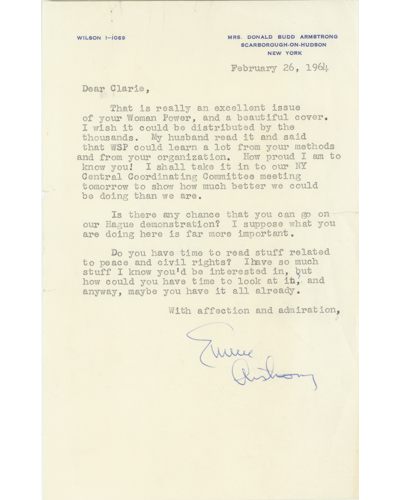 WILSON 1-1069
MRS. DONALD BUDD ARMSTRONG
SCARBOROUGH-ON-HUDSON
NEW YORK
February 26, 1964
Dear Clarie,
That is really an excellent issue
of your Woman Power, and a beautiful cover.
I wish it could be distributed by the
thousands. My husband read it and said
that WSP could learn a lot from your methods
and from your organization. How proud I am to
know you! I shall take it in to our NY
Central Coordinating Committee meeting
tomorrow to show how much better we could
be doing than we are.
Is there any chance that you can go on
our Hague demonstration? I suppose what you
are doing here is far more important.
Do you have time to read stuff related
to peace and civil rights? I have so much
stuff I know you'd be interested in, but
how could you have time to look at it, and
anyway, maybe you have it all already.
With affection and admiration,